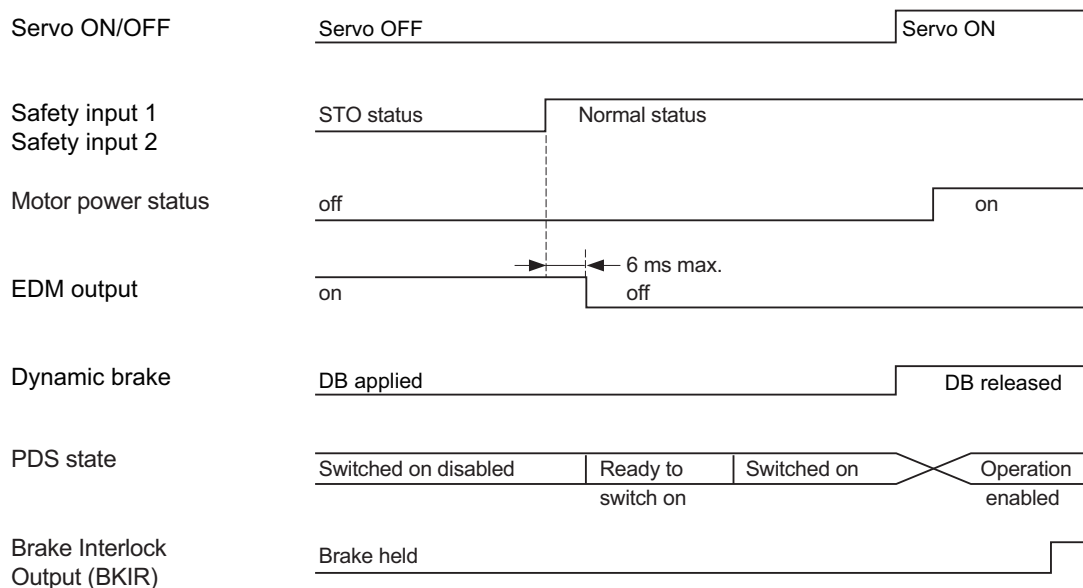 Servo ON/OFF
Servo OFF
Servo ON
Safety input 1
Safety input 2
STO status
Normal status
Motor power status
off
on
6 ms max.
EDM output
on
off
Dynamic brake
DB applied
DB released
PDS state
Switched on disabled
Ready to
switch on
Switched on
Operation
enabled
Brake Interlock
Output (BKIR)
Brake held